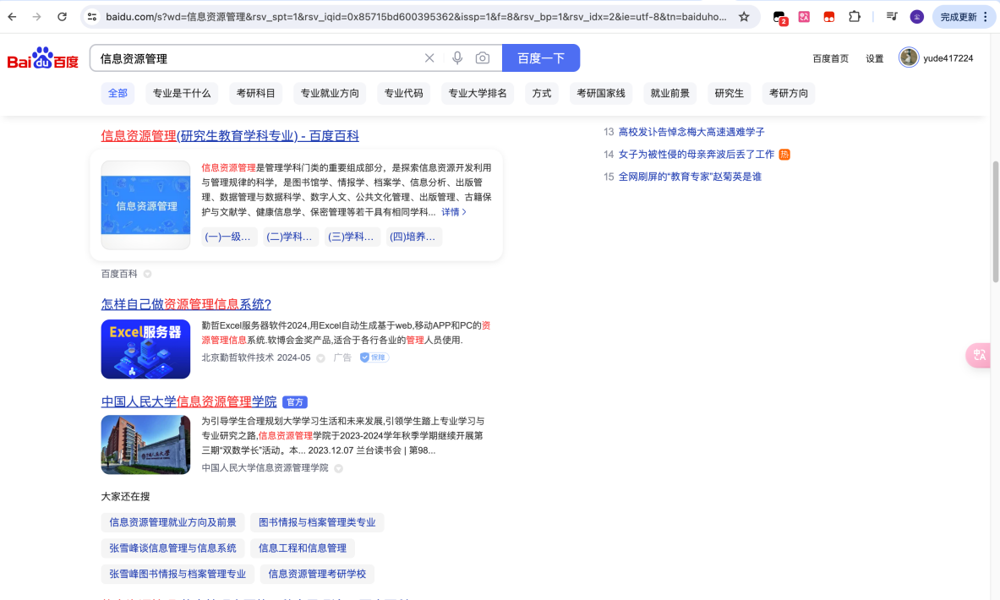 baidu.com/s?wd=信息资源管理&rsv_spt=1&rsv_iqid=0x85715bd600395362&issp=1&f=8&rsv_bp=1&rsv_idx=2&ie=utf-8&tn=baiduho...
2
完成更新
Bai du 百度
信息资源管理
百度一下
百度首页 设置 yude417224
全部 专业是干什么 考研科目 专业就业方向 专业代码 专业大学排名 方式 考研国家线 就业前景 研究生 考研方向
信息资源管理(研究生教育学科专业) - 百度百科
信息资源管理
信息资源管理是管理学科门类的重要组成部分，是探索信息资源开发利用
与管理规律的科学，是图书馆学、情报学、档案学、信息分析、出版管
理、数据管理与数据科学、数字人文、公共文化管理、出版管理、古籍保
护与文献学、健康信息学、保密管理等若干具有相同学科... 详情
(一)一级... (二)学科... (三)学科... (四)培养...
百度百科
13 高校发讣告悼念梅大高速遇难学子
14 女子为被性侵的母亲奔波后丢了工作 热
15 全网刷屏的“教育专家”赵菊英是谁
怎样自己做资源管理信息系统?
Excel服务器
勤哲Excel服务器软件2024,用Excel自动生成基于web,移动APP和PC的资
源管理信息系统.软博会金奖产品,适合于各行各业的管理人员使用.
北京勤哲软件技术 2024-05 广告 保障
中国人民大学信息资源管理学院 官方
为引导学生合理规划大学学习生活和未来发展,引领学生踏上专业学习与
专业研究之路,信息资源管理学院于2023-2024学年秋季学期继续开展第
三期“双数学长”活动。本... 2023.12.07 兰台读书会 | 第98...
中国人民大学信息资源管理学院
大家还在搜
信息资源管理就业方向及前景 图书情报与档案管理类专业
张雪峰谈信息管理与信息系统 信息工程和信息管理
张雪峰图书情报与档案管理专业 信息资源管理考研学校